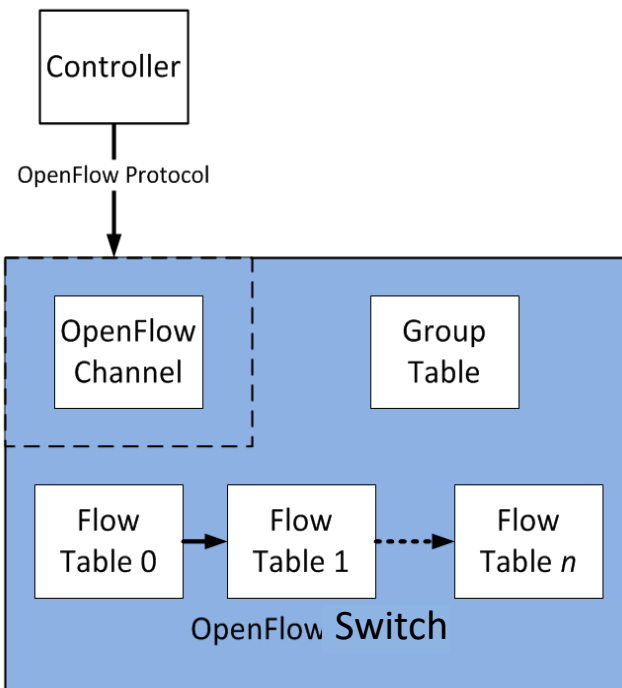 Controller
OpenFlow Protocol
OpenFlow
Channel
Group
Table
Flow
Table 0
Flow
Table 1
Flow
Table n
OpenFlow Switch